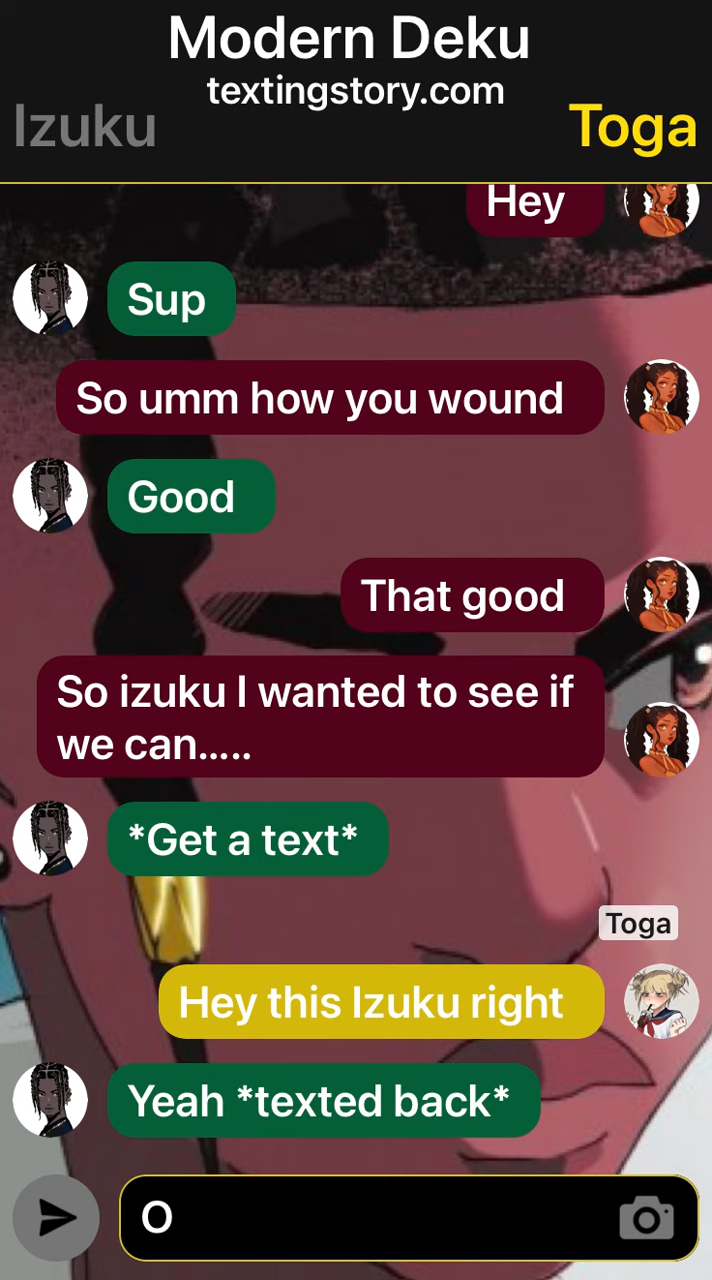 Modern Deku
textingstory.com
Izuku
Toga
Hey
Sup
So umm how you wound
Good
That good
So izuku I wanted to see if
we can.....
*Get a text*
Toga
Hey this Izuku right
Yeah *texted back*
O